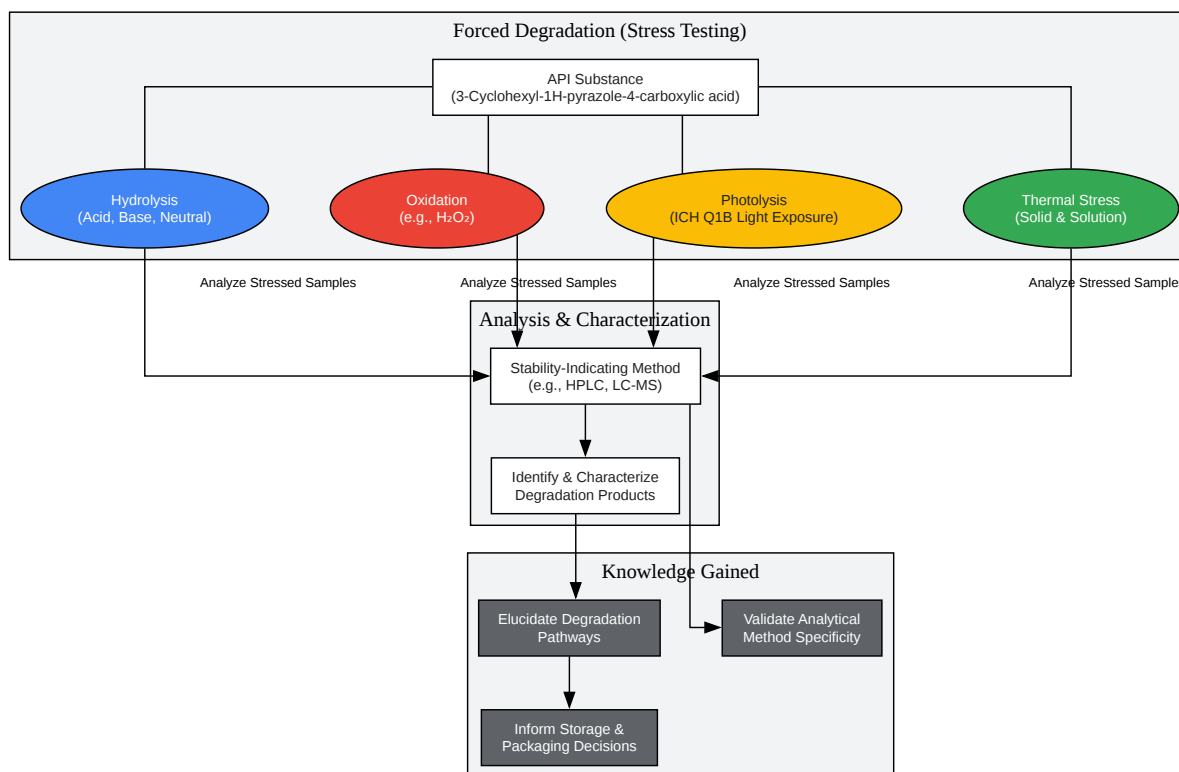 Forced Degradation (Stress Testing)
API Substance
(3-Cyclohexyl-1H-pyrazole-4-carboxylic acid)
Hydrolysis
(Acid, Base, Neutral)
Oxidation
(e.g., H₂O₂)
Photolysis
(ICH Q1B Light Exposure)
Thermal Stress
(Solid & Solution)
Analyze Stressed Samples
Analyze Stressed Samples
Analyze Stressed Samples
Analyze Stressed Samples
Analysis & Characterization
Stability-Indicating Method
(e.g., HPLC, LC-MS)
Identify & Characterize
Degradation Products
Knowledge Gained
Elucidate Degradation
Pathways
Validate Analytical
Method Specificity
Inform Storage &
Packaging Decisions